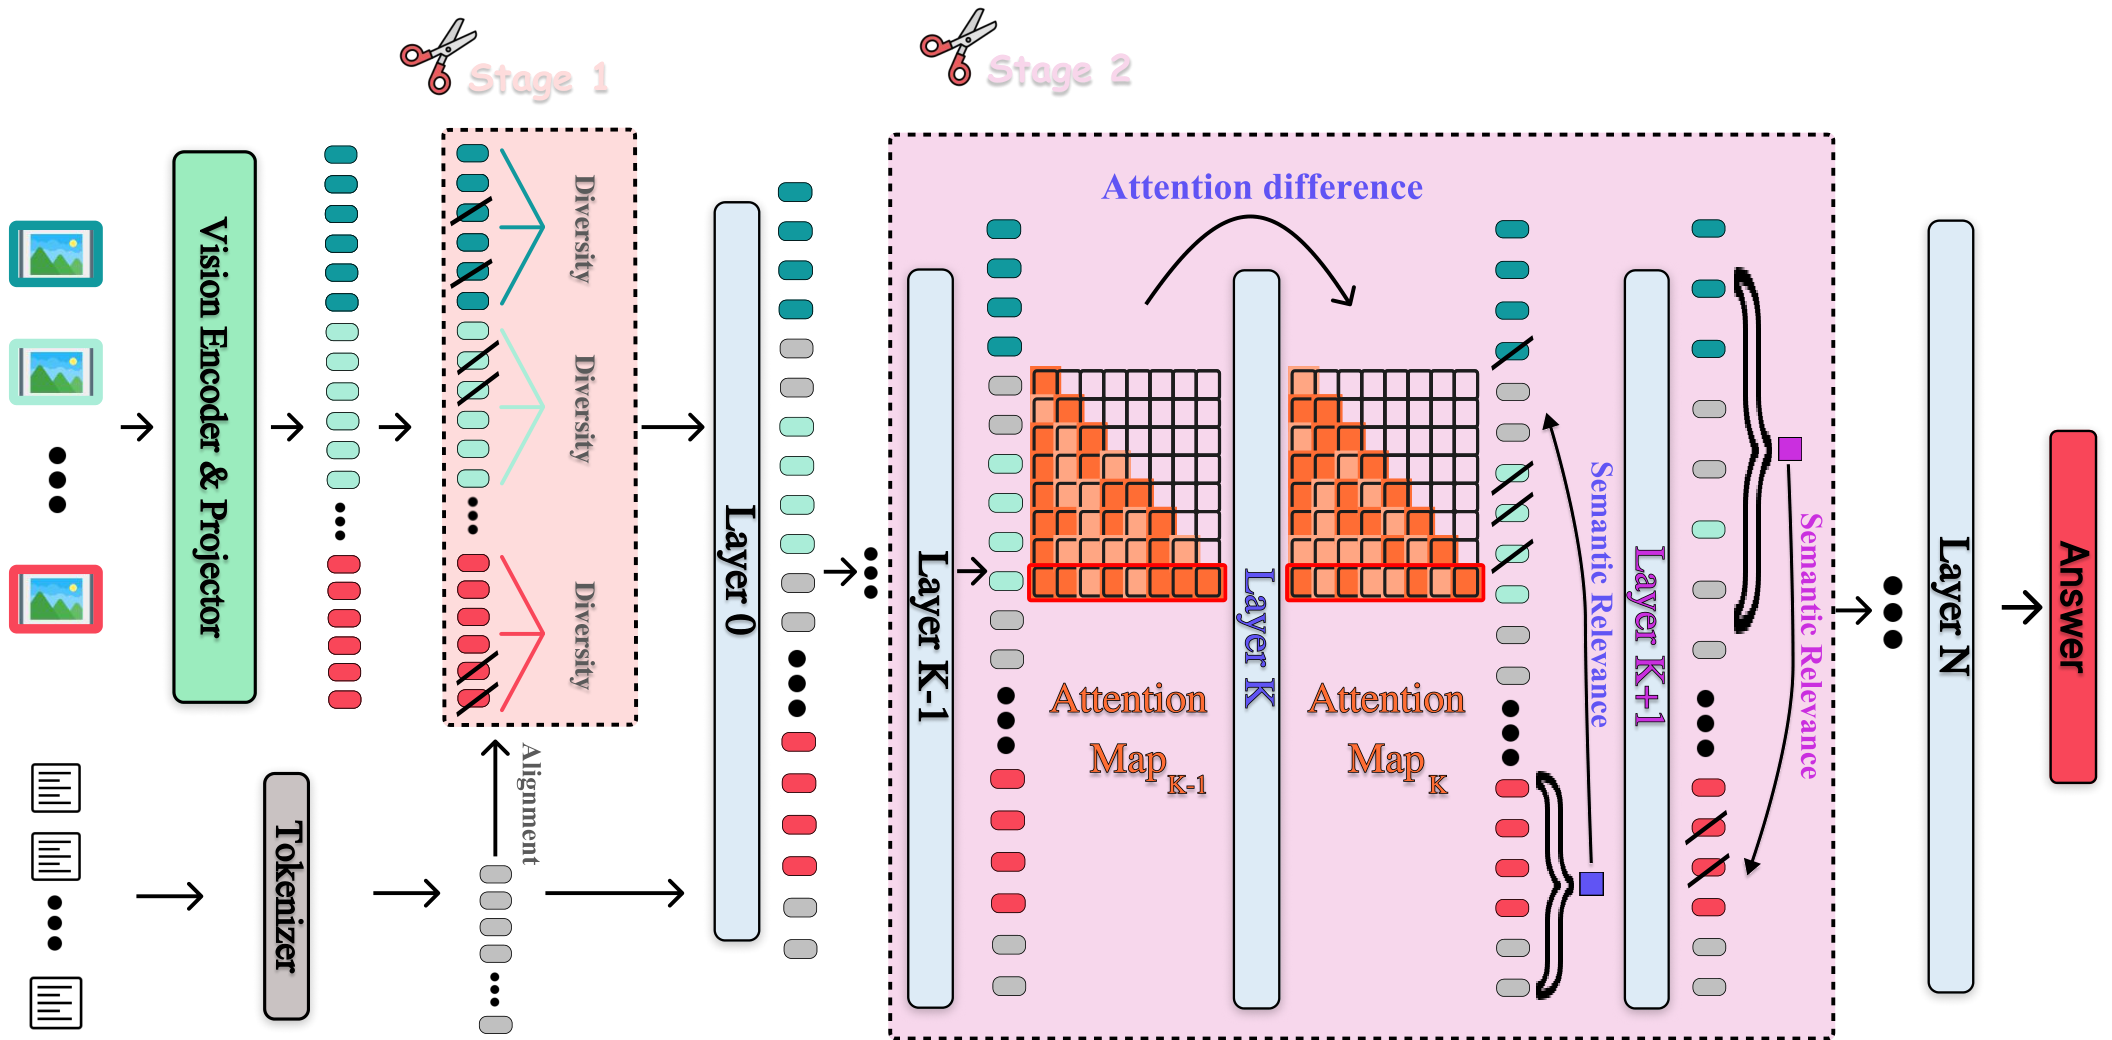 Stage 1
Stage 2
Vision Encoder & Projector
Diversity
Diversity
Diversity
Alignment
Tokenizer
Layer 0
Layer K-1
Attention difference
Attention
Map K-1
Layer K
Attention
Map K
Semantic Relevance
Layer K+1
Semantic Relevance
Layer N
Answer